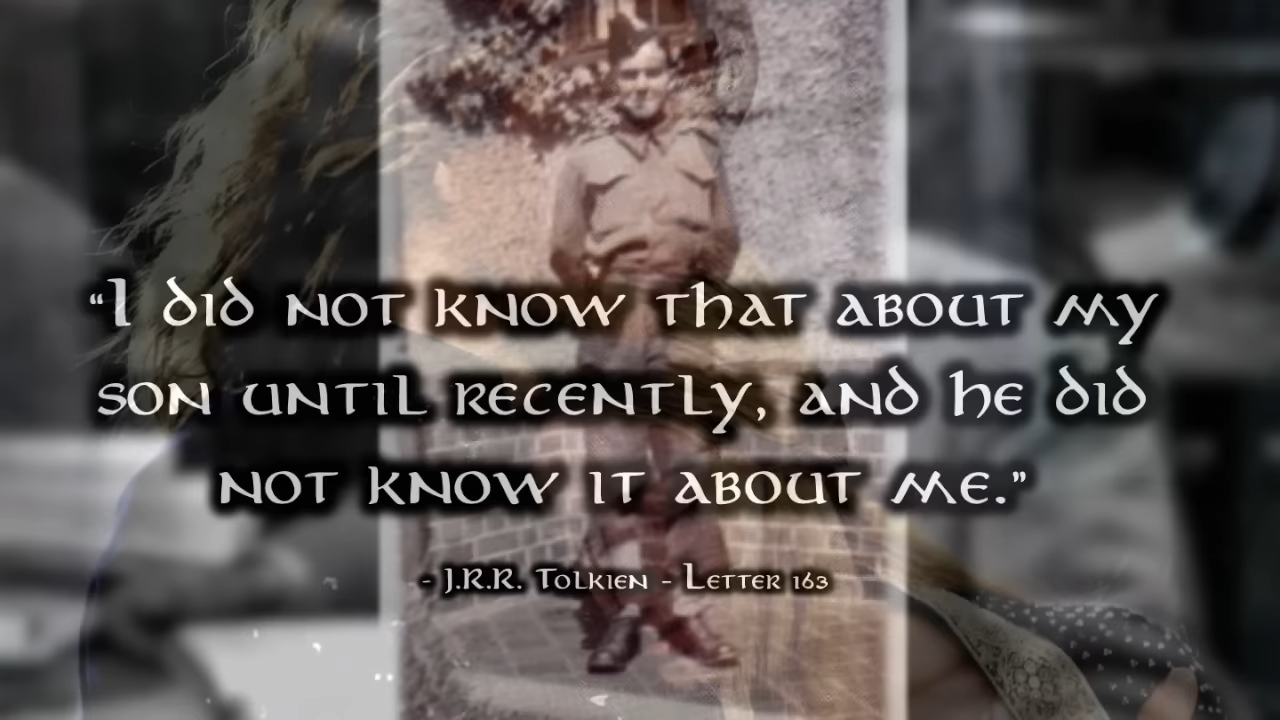 “I did not know that about my
son until recently, and he did
not know it about me.”
- J.R.R. Tolkien - Letter 163